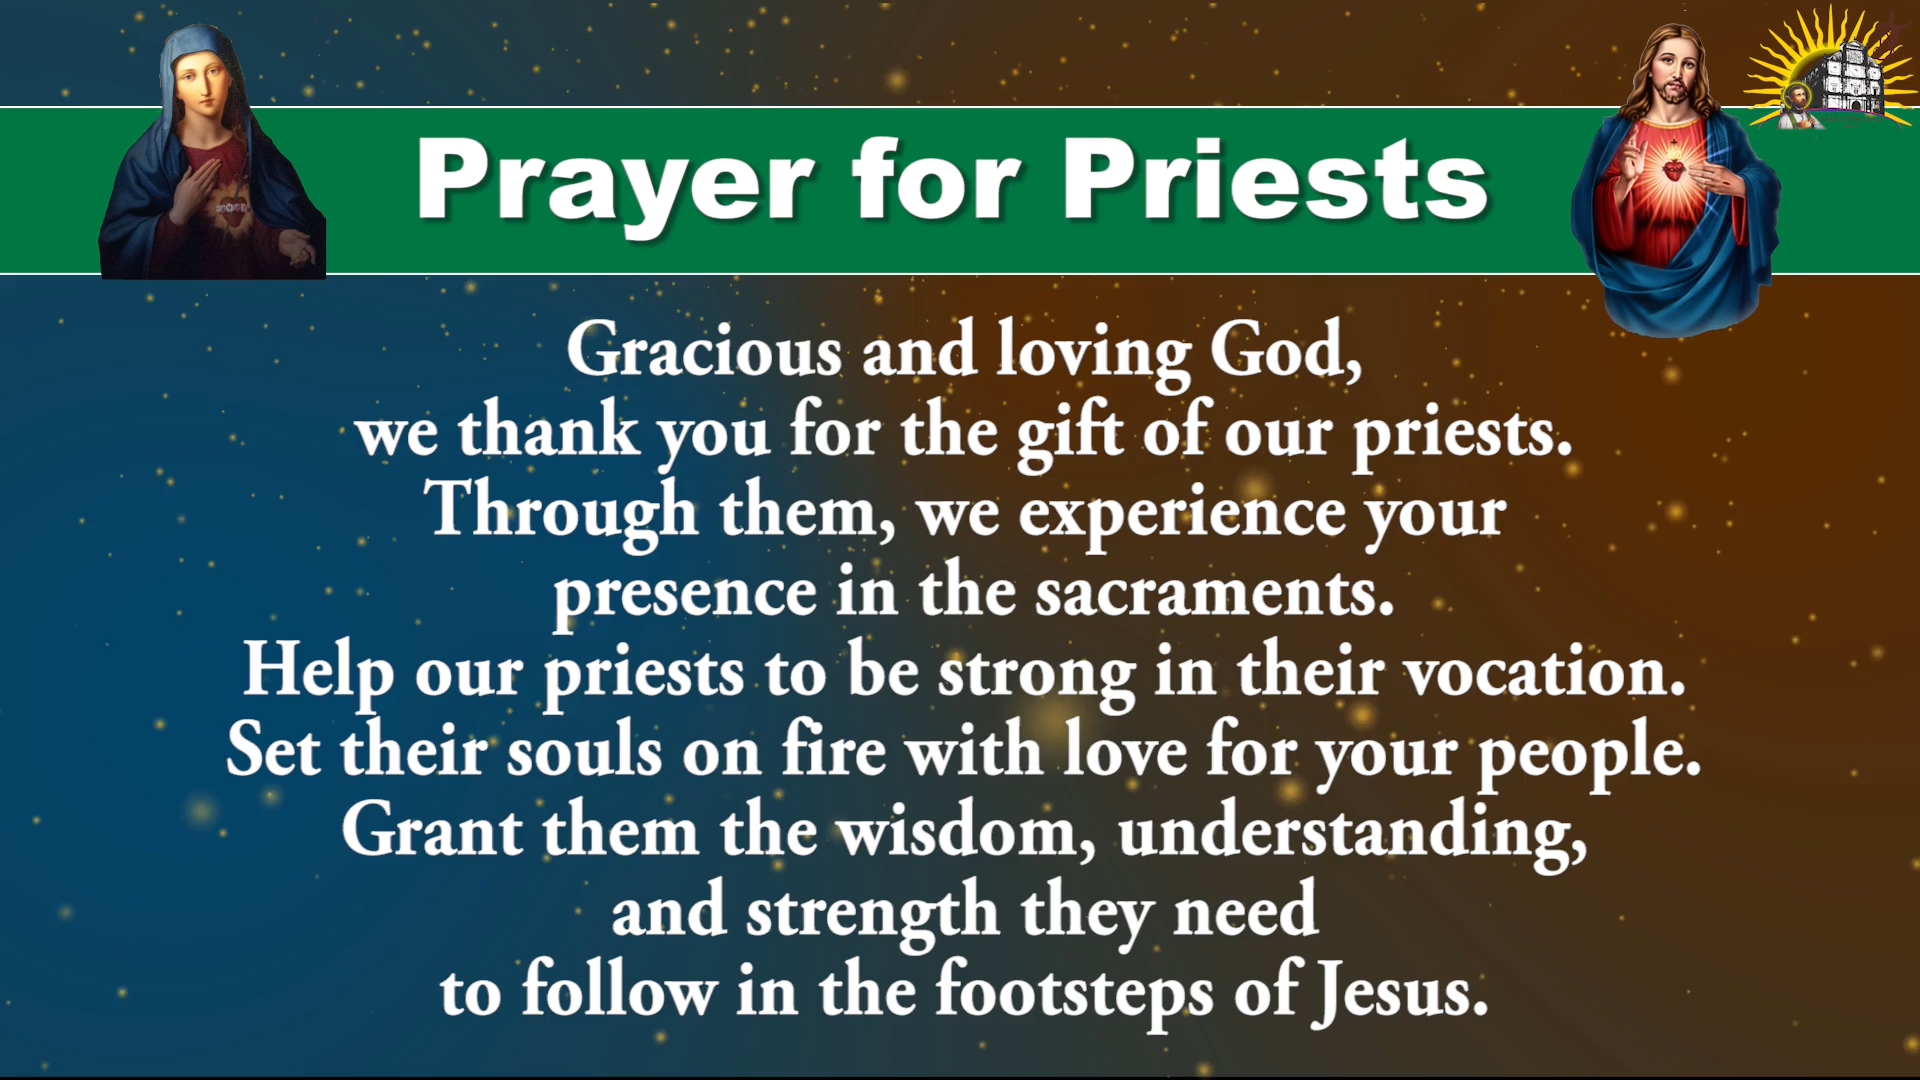 Prayer for Priests
Gracious and loving God,
we thank you for the gift of our priests.
Through them, we experience your
presence in the sacraments.
Help our priests to be strong in their vocation.
Set their souls on fire with love for your people.
Grant them the wisdom, understanding,
and strength they need
to follow in the footsteps of Jesus.